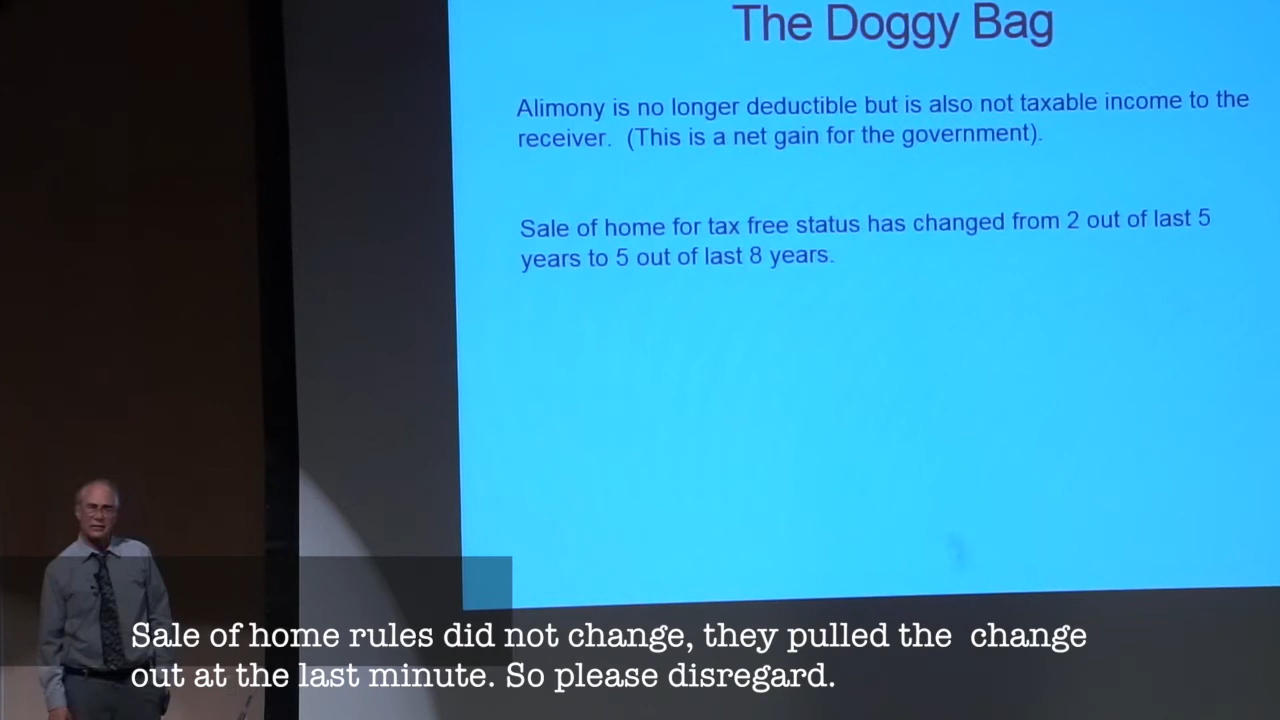 The Doggy Bag
Alimony is no longer deductible but is also not taxable income to the
receiver.  (This is a net gain for the government).
Sale of home for tax free status has changed from 2 out of last 5
years to 5 out of last 8 years.
Sale of home rules did not change, they pulled the  change
out at the last minute. So please disregard.